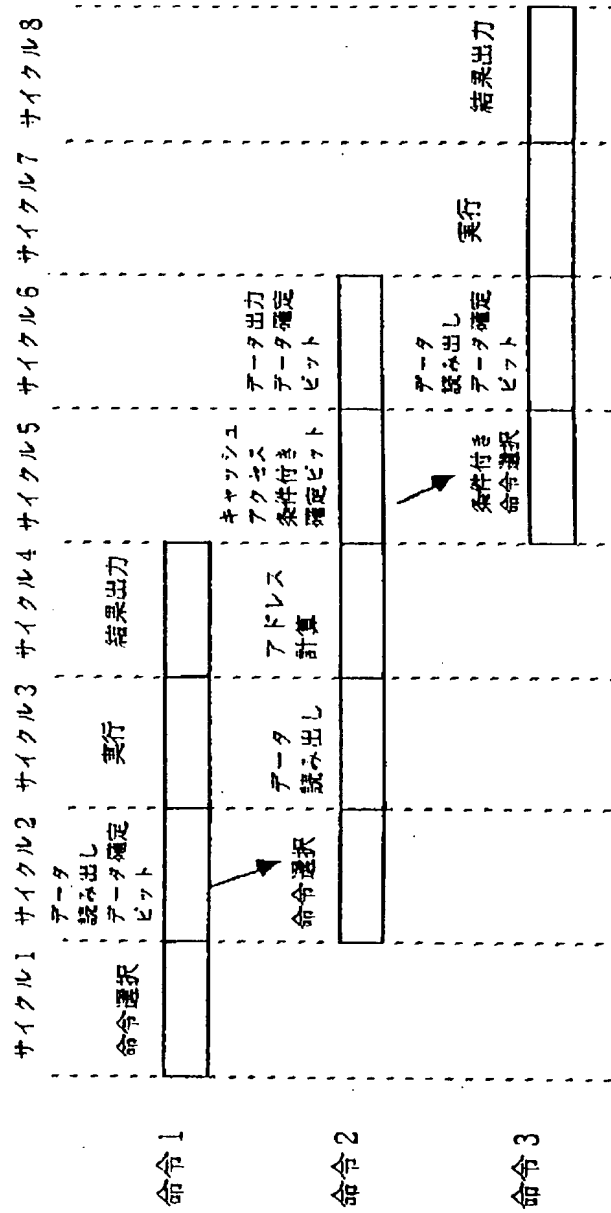 サイクル1 サイクル2 サイクル3 サイクル4 サイクル5 サイクル6 サイクル7 サイクル8
命令1
命令選択
データ
読み出し
データ確定
ビット
実行
結果出力
命令2
命令選択
データ
読み出し
アドレス
計算
キャッシュ
アクセス
条件付き
確定ビット
データ出力
データ確定
ビット
命令3
条件付き
命令選択
データ
読み出し
データ確定
ビット
実行
結果出力